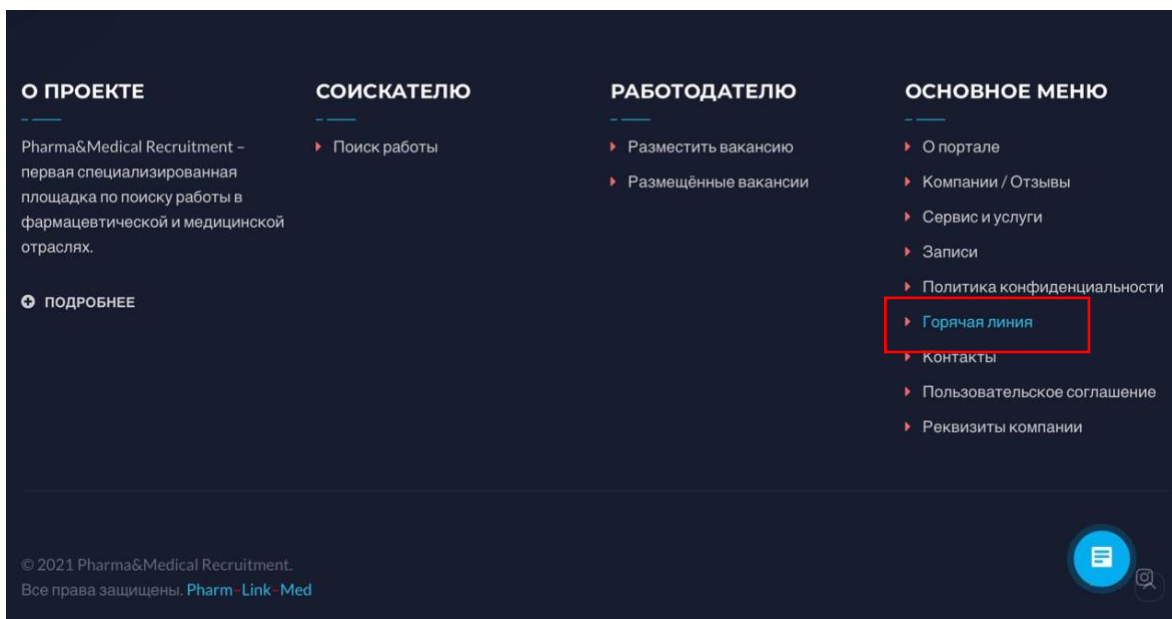 О ПРОЕКТЕ
Pharma&Medical Recruitment –
первая специализированная
площадка по поиску работы в
фармацевтической и медицинской
отраслях.
ПОДРОБНЕЕ
СОИСКАТЕЛЮ
Поиск работы
РАБОТОДАТЕЛЮ
Разместить вакансию
Размещённые вакансии
ОСНОВНОЕ МЕНЮ
О портале
Компании / Отзывы
Сервис и услуги
Записи
Политика конфиденциальности
Горячая линия
Контакты
Пользовательское соглашение
Реквизиты компании
© 2021 Pharma&Medical Recruitment.
Все права защищены. Pharm-Link-Med